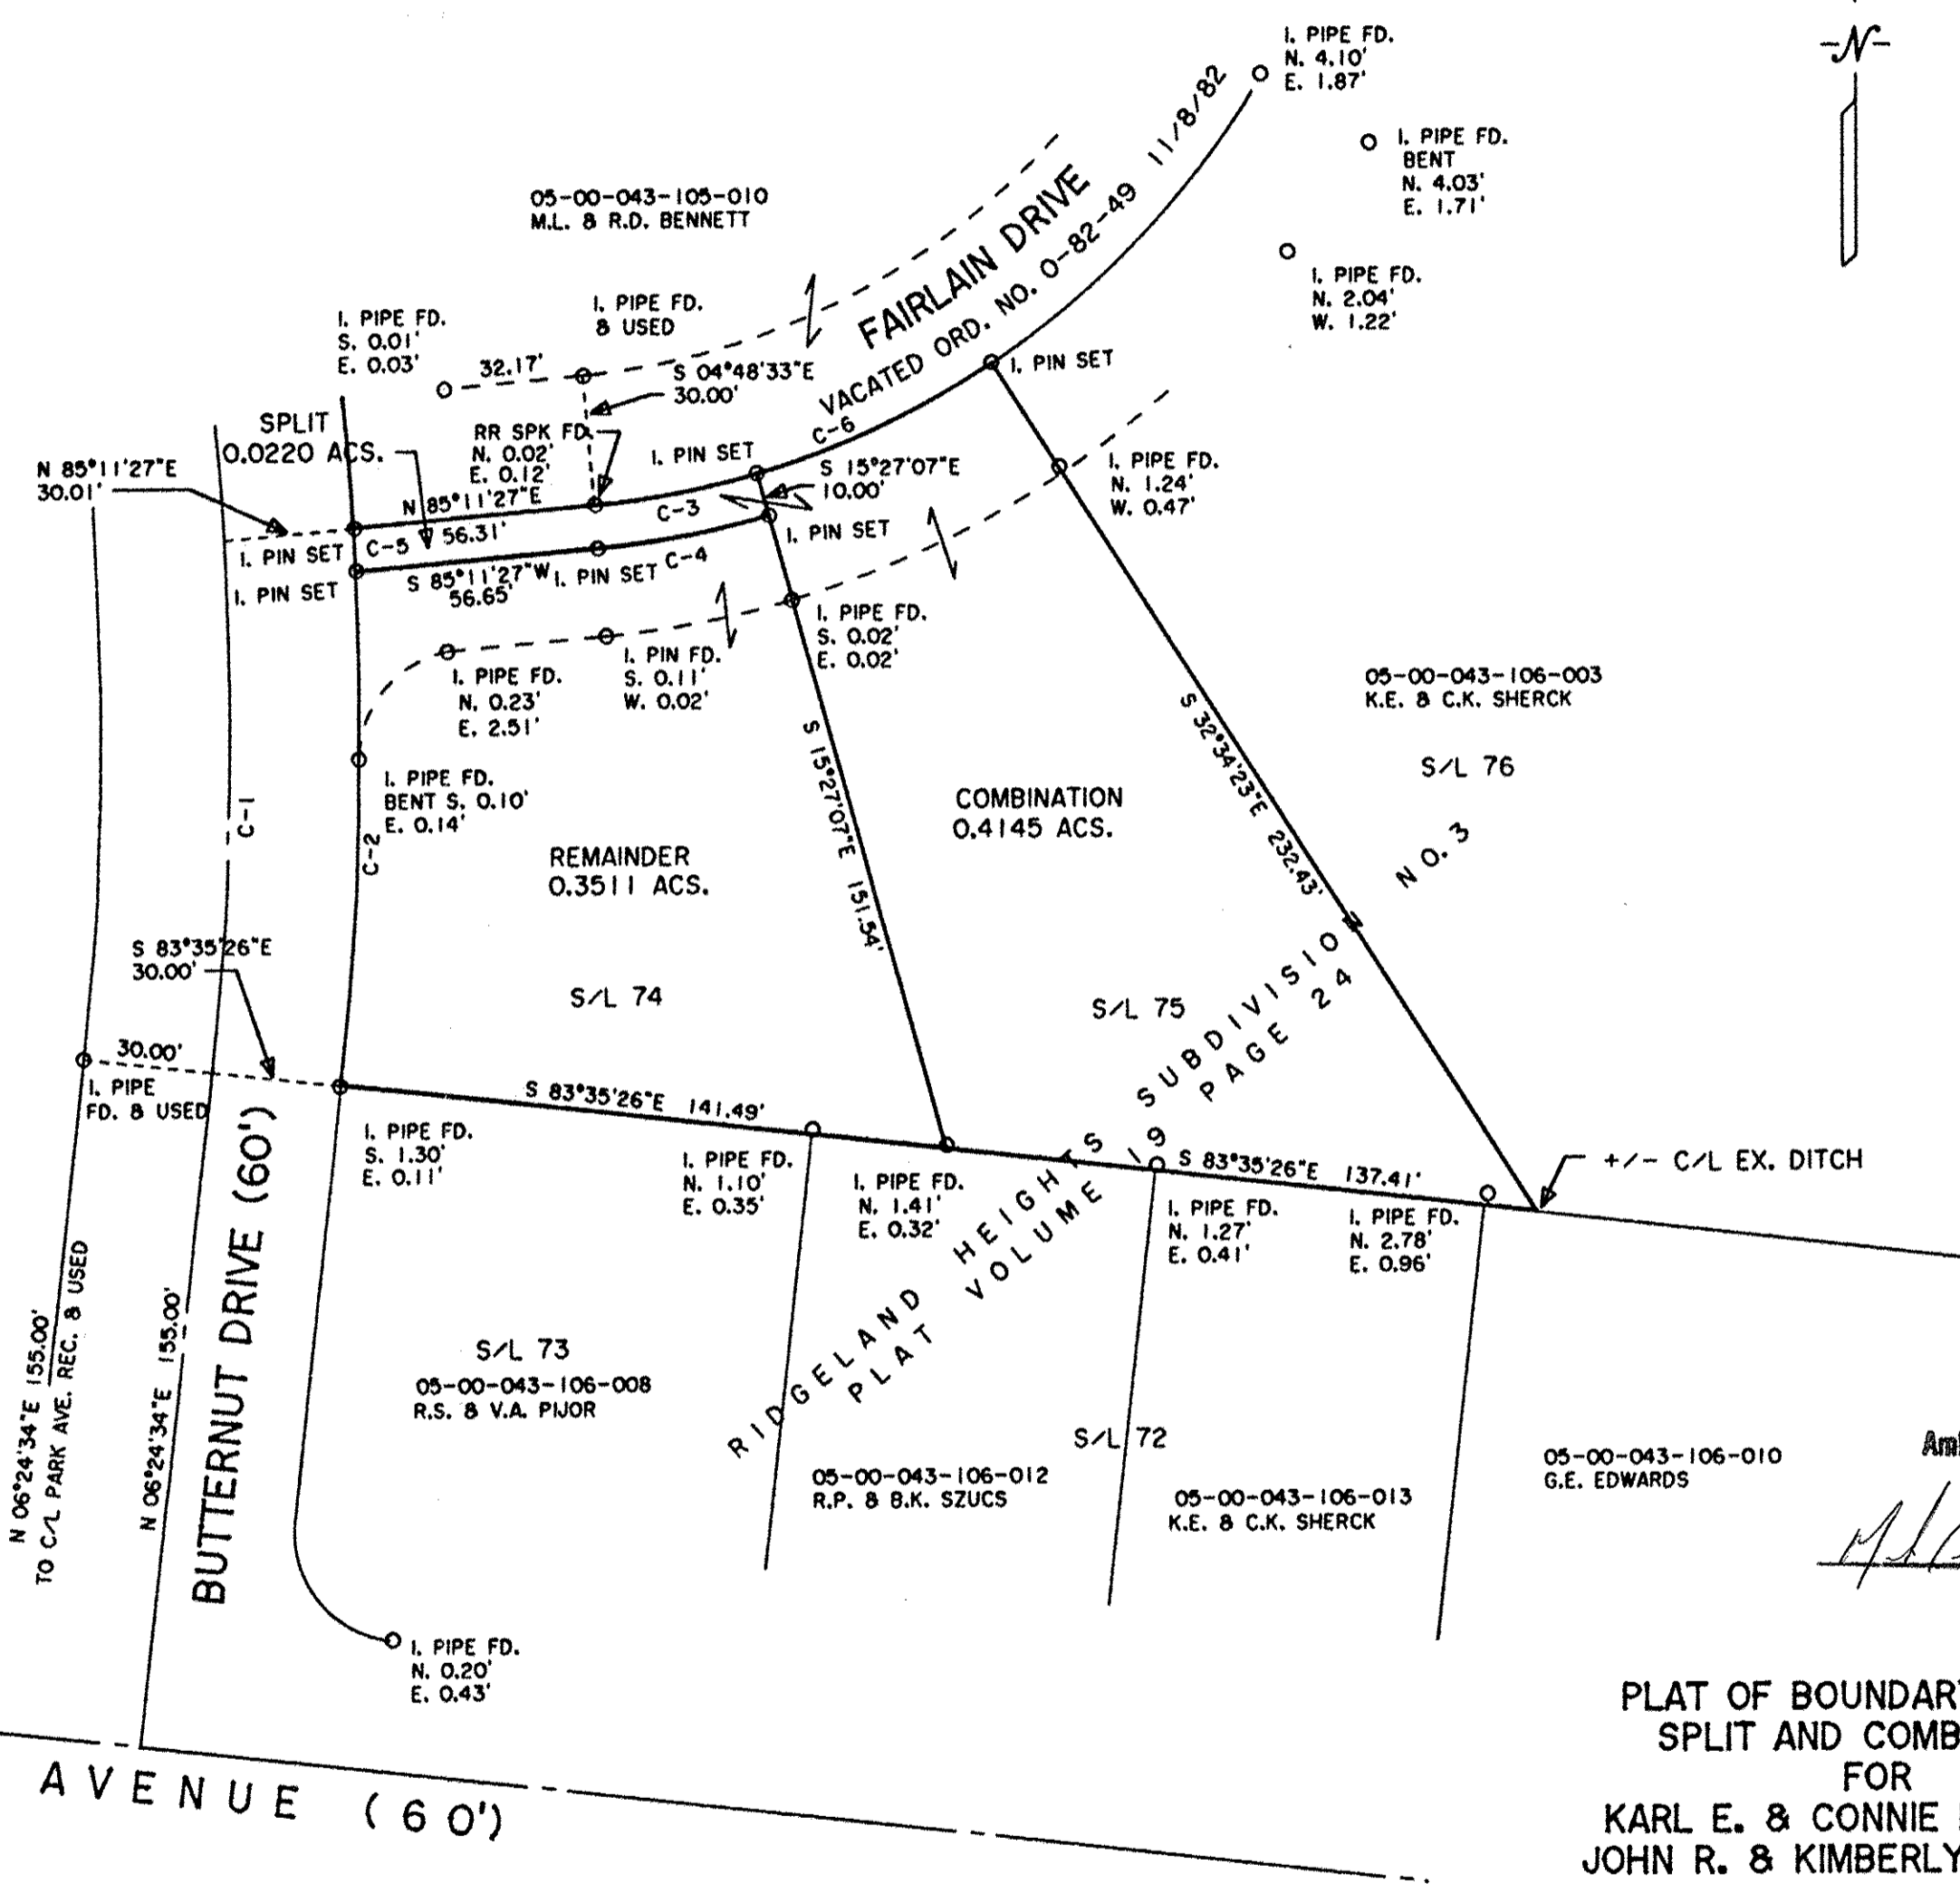 -N-
I. PIPE FD.
N. 4.10'
E. 1.87'
I. PIPE FD.
BENT
N. 4.03'
E. 1.71'
I. PIPE FD.
N. 2.04'
W. 1.22'
05-00-043-105-010
M.L. & R.D. BENNETT
FAIRLAIN DRIVE
VACATED ORD. NO. O-82-49 11/8/82
I. PIPE FD.
S. 0.01'
E. 0.03'
32.17'
I. PIPE FD.
& USED
S 04°48'33"E
30.00'
SPLIT
0.0220 ACS.
RR SPK FD.
N. 0.02'
E. 0.12'
I. PIN SET
C-6
I. PIN SET
N 85°11'27"E
30.01'
N 85°11'27"E
56.31'
C-3
S 15°27'07"E
10.00'
I. PIN SET
I. PIPE FD.
N. 1.24'
W. 0.47'
I. PIN SET
C-5
I. PIN SET
S 85°11'27"W
56.65'
I. PIN SET
C-4
I. PIPE FD.
N. 0.23'
E. 2.51'
I. PIN FD.
S. 0.11'
W. 0.02'
I. PIPE FD.
S. 0.02'
E. 0.02'
05-00-043-106-003
K.E. & C.K. SHERCK
S/L 76
S 32°34'23"E 232.43'
S 15°27'07"E 151.54'
I. PIPE FD.
BENT S. 0.10'
E. 0.14'
C-1
C-2
REMAINDER
0.3511 ACS.
COMBINATION
0.4145 ACS.
S 83°35'26"E
30.00'
S/L 74
S/L 75
RIDGELAND HEIGHTS SUBDIVISION NO. 3
PLAT VOLUME 19 PAGE 24
30.00'
I. PIPE
FD. & USED
S 83°35'26"E 141.49'
S 83°35'26"E 137.41'
+/- C/L EX. DITCH
I. PIPE FD.
S. 1.30'
E. 0.11'
I. PIPE FD.
N. 1.10'
E. 0.35'
I. PIPE FD.
N. 1.41'
E. 0.32'
I. PIPE FD.
N. 1.27'
E. 0.41'
I. PIPE FD.
N. 2.78'
E. 0.96'
N 06°24'34"E 155.00'
TO C/L PARK AVE. REC. & USED
N 06°24'34"E 155.00'
BUTTERNUT DRIVE (60')
S/L 73
05-00-043-106-008
R.S. & V.A. PIJOR
S/L 72
05-00-043-106-012
R.P. & B.K. SZUCS
05-00-043-106-013
K.E. & C.K. SHERCK
05-00-043-106-010
G.E. EDWARDS
I. PIPE FD.
N. 0.20'
E. 0.43'
AVENUE (60')
PLAT OF BOUNDAR
SPLIT AND COMB
FOR
KARL E. & CONNIE
JOHN R. & KIMBERLY